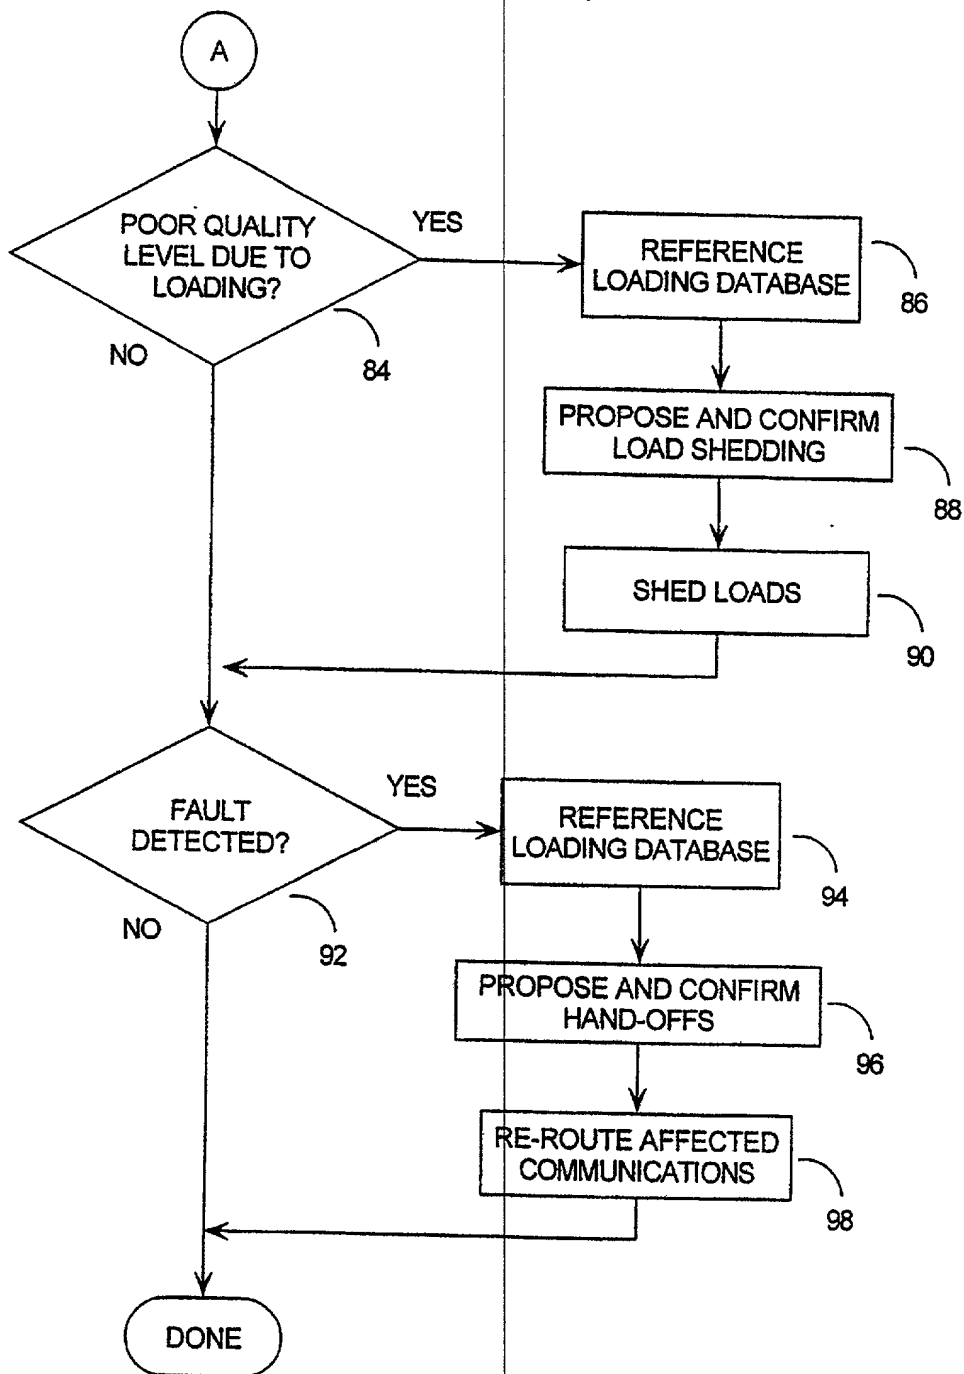 A
POOR QUALITY
LEVEL DUE TO
LOADING?
YES
84
NO
REFERENCE
LOADING DATABASE
86
PROPOSE AND CONFIRM
LOAD SHEDDING
88
SHED LOADS
90
FAULT
DETECTED?
YES
92
NO
REFERENCE
LOADING DATABASE
94
PROPOSE AND CONFIRM
HAND-OFFS
96
RE-ROUTE AFFECTED
COMMUNICATIONS
98
DONE